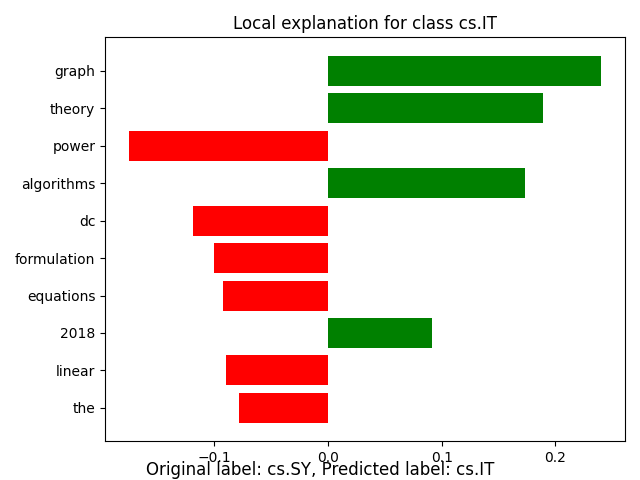 Local explanation for class cs.IT
graph
theory
power
algorithms
dc
formulation
equations
2018
linear
the
−0.1 0.0 0.1 0.2
Original label: cs.SY, Predicted label: cs.IT